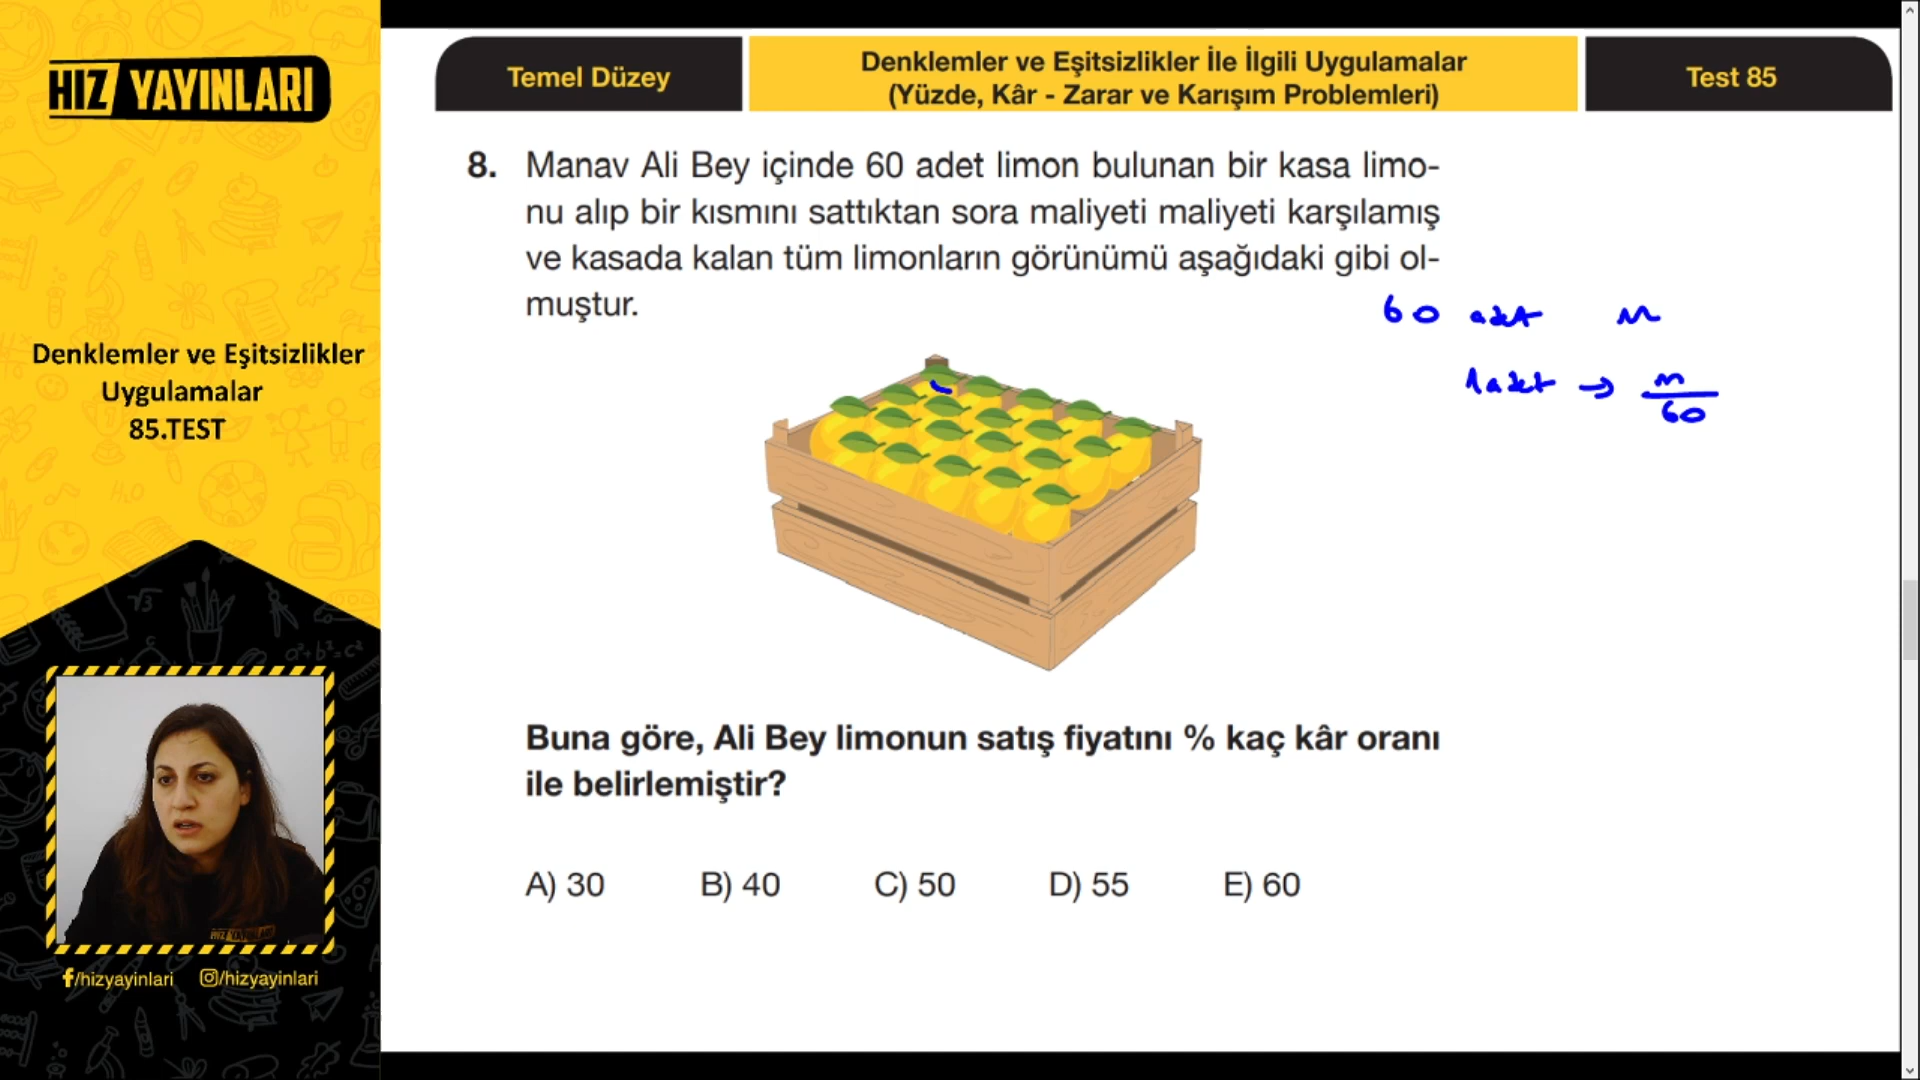 HIZ YAYINLARI
Denklemler ve Eşitsizlikler
Uygulamalar
85.TEST
/hizyayinlari /hizyayinlari
Temel Düzey
Denklemler ve Eşitsizlikler İle İlgili Uygulamalar
(Yüzde, Kâr - Zarar ve Karışım Problemleri)
Test 85
8. Manav Ali Bey içinde 60 adet limon bulunan bir kasa limo-
nu alıp bir kısmını sattıktan sora maliyeti maliyeti karşılamış
ve kasada kalan tüm limonların görünümü aşağıdaki gibi ol-
muştur.
60 adet m
1 adet → m/60
Buna göre, Ali Bey limonun satış fiyatını % kaç kâr oranı
ile belirlemiştir?
A) 30 B) 40 C) 50 D) 55 E) 60